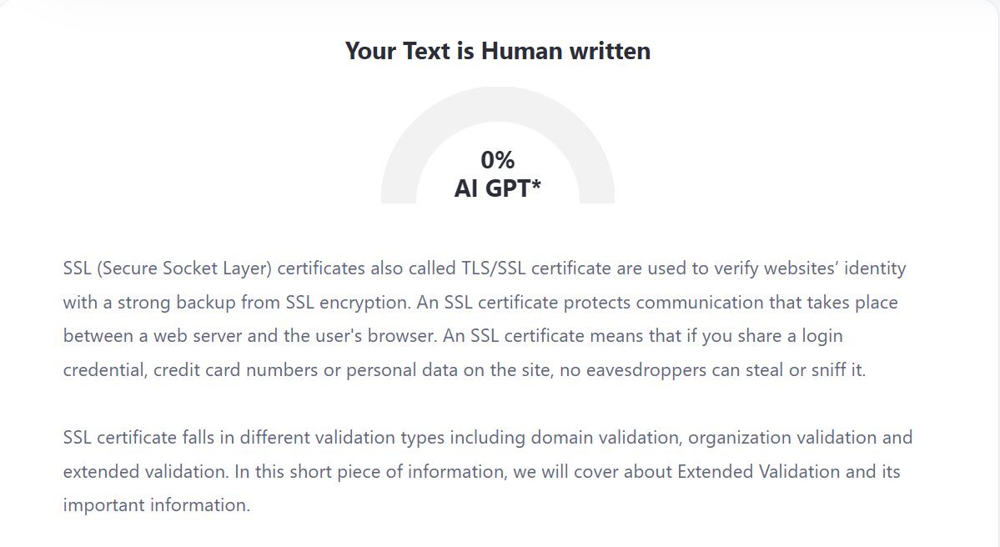 Your Text is Human written
0%
AI GPT*
SSL (Secure Socket Layer) certificates also called TLS/SSL certificate are used to verify websites’ identity
with a strong backup from SSL encryption. An SSL certificate protects communication that takes place
between a web server and the user's browser. An SSL certificate means that if you share a login
credential, credit card numbers or personal data on the site, no eavesdroppers can steal or sniff it.
SSL certificate falls in different validation types including domain validation, organization validation and
extended validation. In this short piece of information, we will cover about Extended Validation and its
important information.